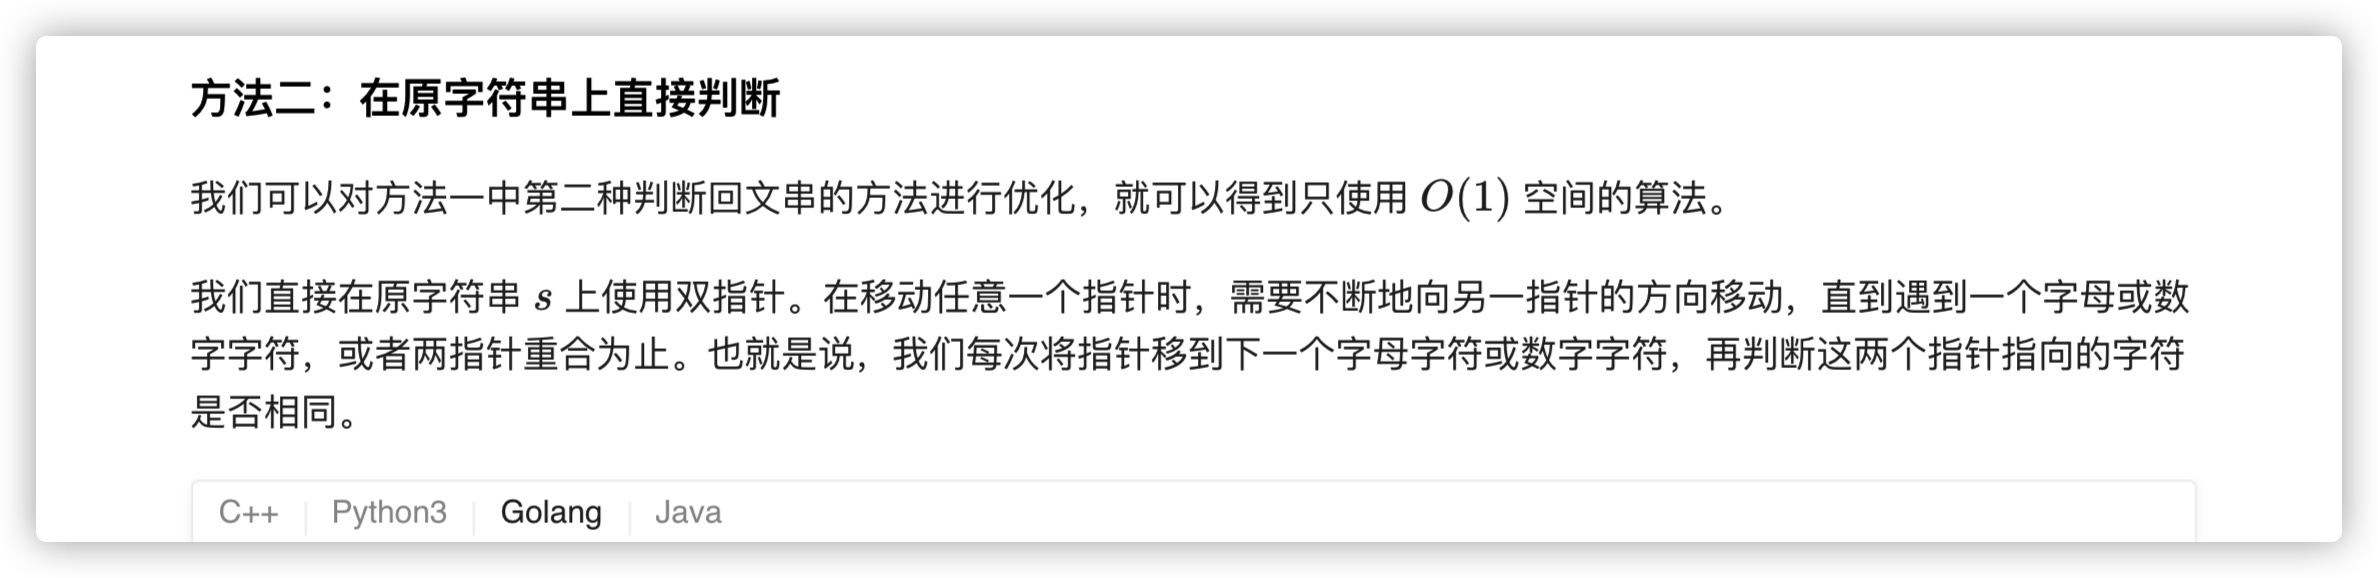 方法二：在原字符串上直接判断
我们可以对方法一中第二种判断回文串的方法进行优化，就可以得到只使用 O(1) 空间的算法。
我们直接在原字符串 s 上使用双指针。在移动任意一个指针时，需要不断地向另一指针的方向移动，直到遇到一个字母或数
字字符，或者两指针重合为止。也就是说，我们每次将指针移到下一个字母字符或数字字符，再判断这两个指针指向的字符
是否相同。
C++ Python3 Golang Java